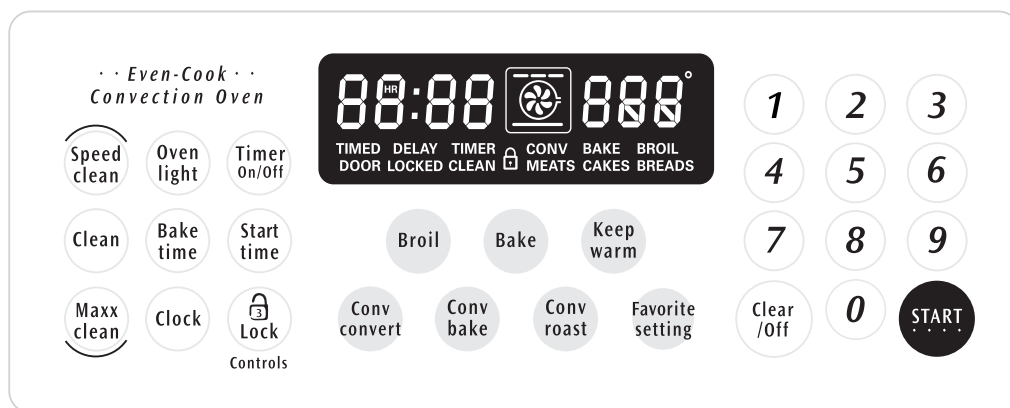 · · Even-Cook · ·
Convection Oven
Speed
clean
Oven
light
Timer
On/Off
Clean
Bake
time
Start
time
Maxx
clean
Clock
3
Lock
Controls
88:88
HR
888°
TIMED DELAY TIMER CONV BAKE BROIL
DOOR LOCKED CLEAN MEATS CAKES BREADS
Broil
Bake
Keep
warm
Conv
convert
Conv
bake
Conv
roast
Favorite
setting
1
2
3
4
5
6
7
8
9
Clear
/Off
0
START